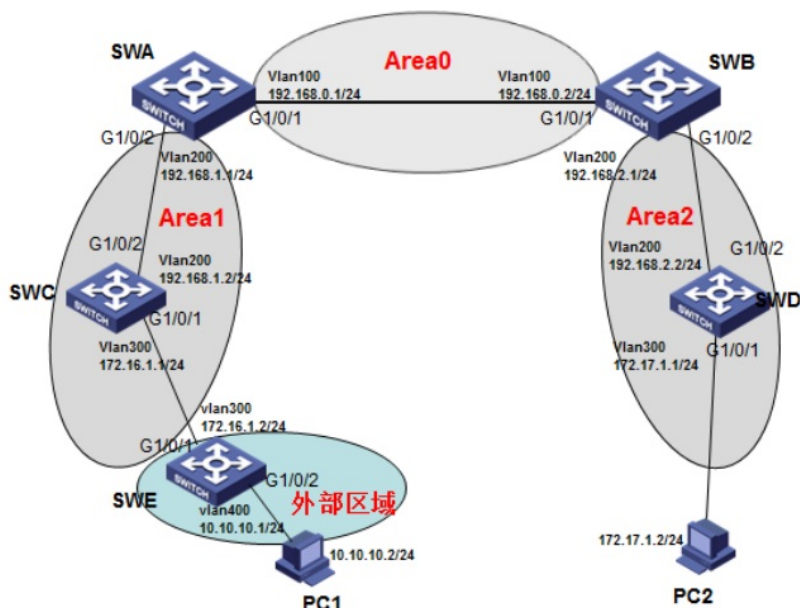 Area0
SWA
SWB
Vlan100
192.168.0.1/24
Vlan100
192.168.0.2/24
SWITCH
SWITCH
G1/0/1
G1/0/1
G1/0/2
G1/0/2
Vlan200
192.168.1.1/24
Vlan200
192.168.2.1/24
Area1
Area2
G1/0/2
G1/0/2
Vlan200
192.168.1.2/24
Vlan200
192.168.2.2/24
SWC
SWD
SWITCH
SWITCH
G1/0/1
G1/0/1
Vlan300
172.16.1.1/24
Vlan300
172.17.1.1/24
vlan300
172.16.1.2/24
G1/0/1
G1/0/2
SWITCH
SWE
外部区域
vlan400
10.10.10.1/24
10.10.10.2/24
172.17.1.2/24
PC1
PC2